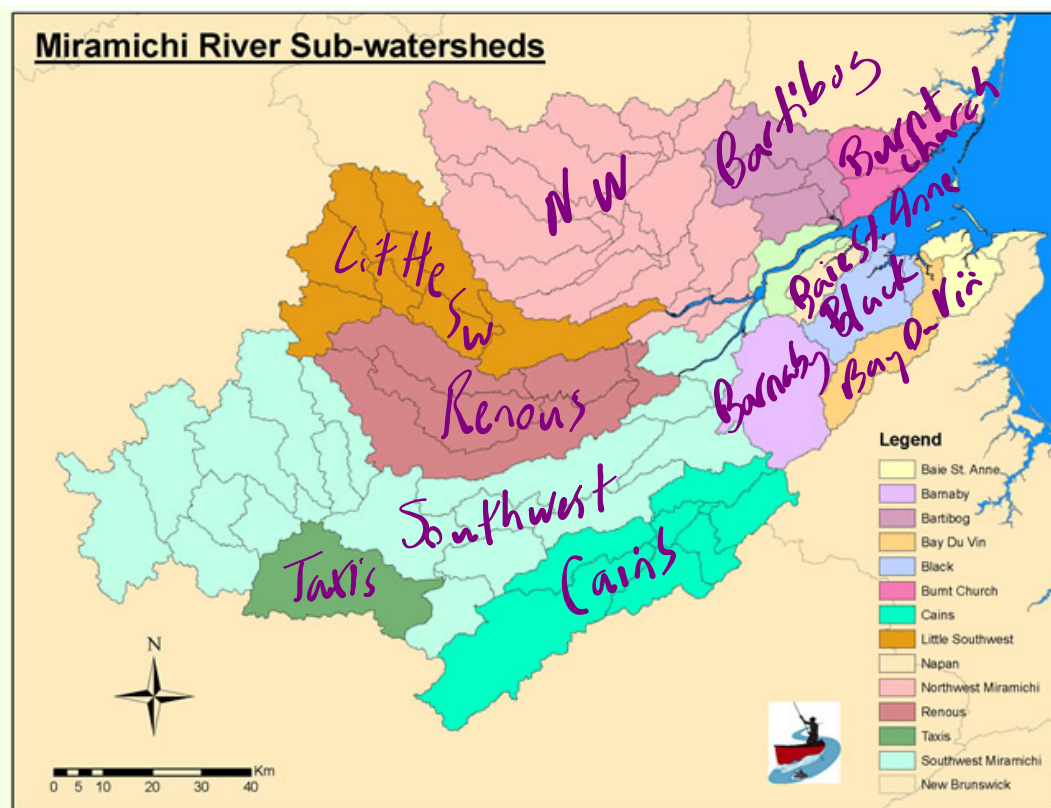 Miramichi River Sub-watersheds
Bartibog
Burnt
church
NW
Little
SW
Baie St. Anne
Black
Bay Du Vin
Barnaby
Renous
Southwest
Cains
Taxis
Legend
Baie St. Anne
Barnaby
Bartibog
Bay Du Vin
Black
Burnt Church
Cains
Little Southwest
Napan
Northwest Miramichi
Renous
Taxis
Southwest Miramichi
New Brunswick
N
Km
0 5 10 20 30 40